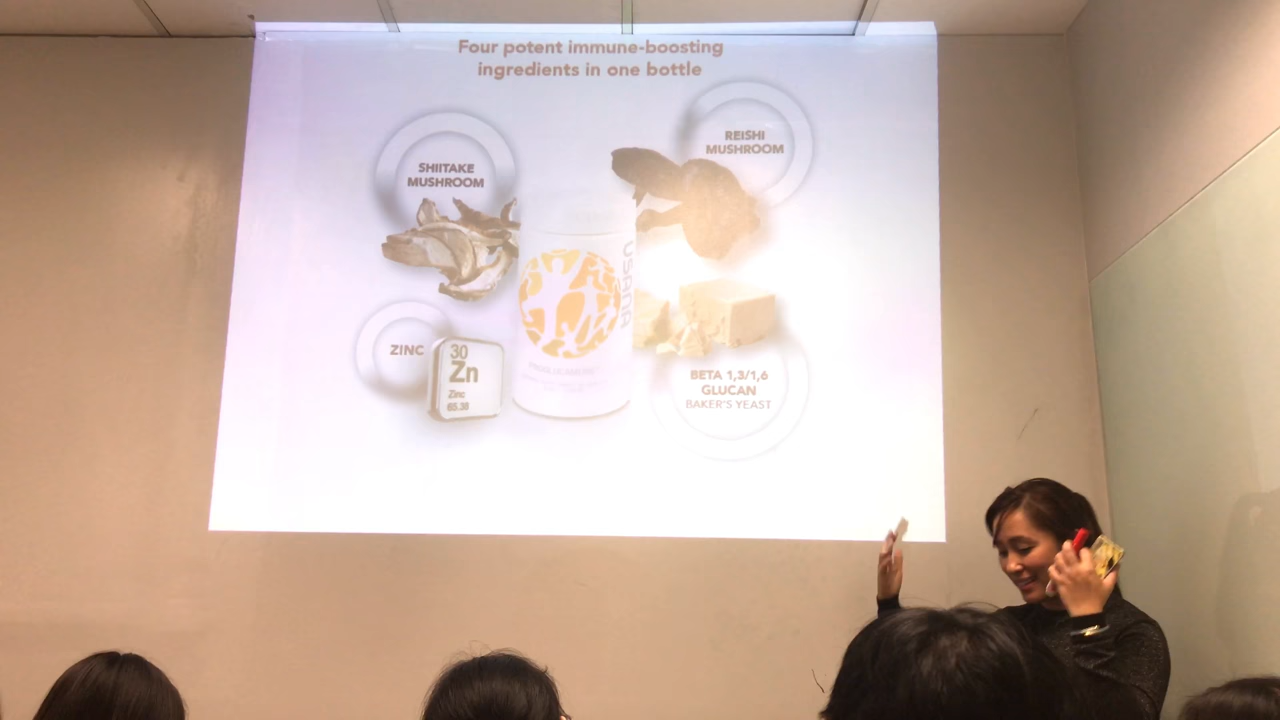 Four potent immune-boosting
ingredients in one bottle
SHIITAKE
MUSHROOM
REISHI
MUSHROOM
USANA
ZINC
30
Zn
Zinc
65.38
BETA 1,3/1,6
GLUCAN
BAKER'S YEAST